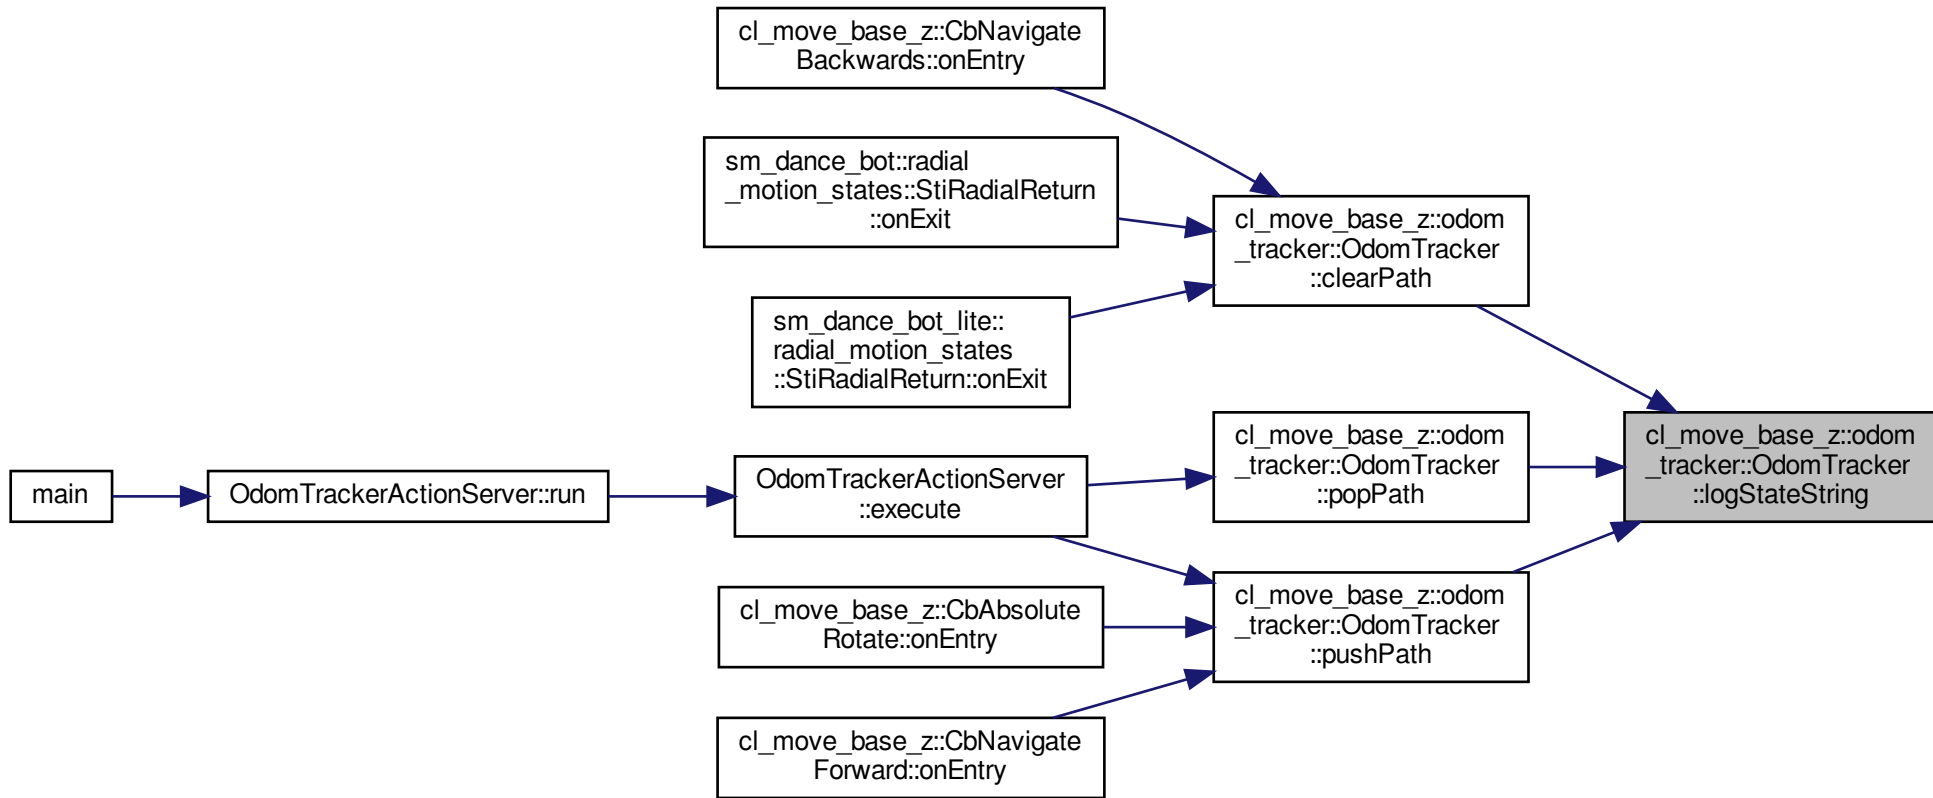 cl_move_base_z::CbNavigate
Backwards::onEntry
sm_dance_bot::radial
_motion_states::StiRadialReturn
::onExit
cl_move_base_z::odom
_tracker::OdomTracker
::clearPath
sm_dance_bot_lite::
radial_motion_states
::StiRadialReturn::onExit
main
OdomTrackerActionServer::run
OdomTrackerActionServer
::execute
cl_move_base_z::odom
_tracker::OdomTracker
::popPath
cl_move_base_z::odom
_tracker::OdomTracker
::logStateString
cl_move_base_z::CbAbsolute
Rotate::onEntry
cl_move_base_z::odom
_tracker::OdomTracker
::pushPath
cl_move_base_z::CbNavigate
Forward::onEntry